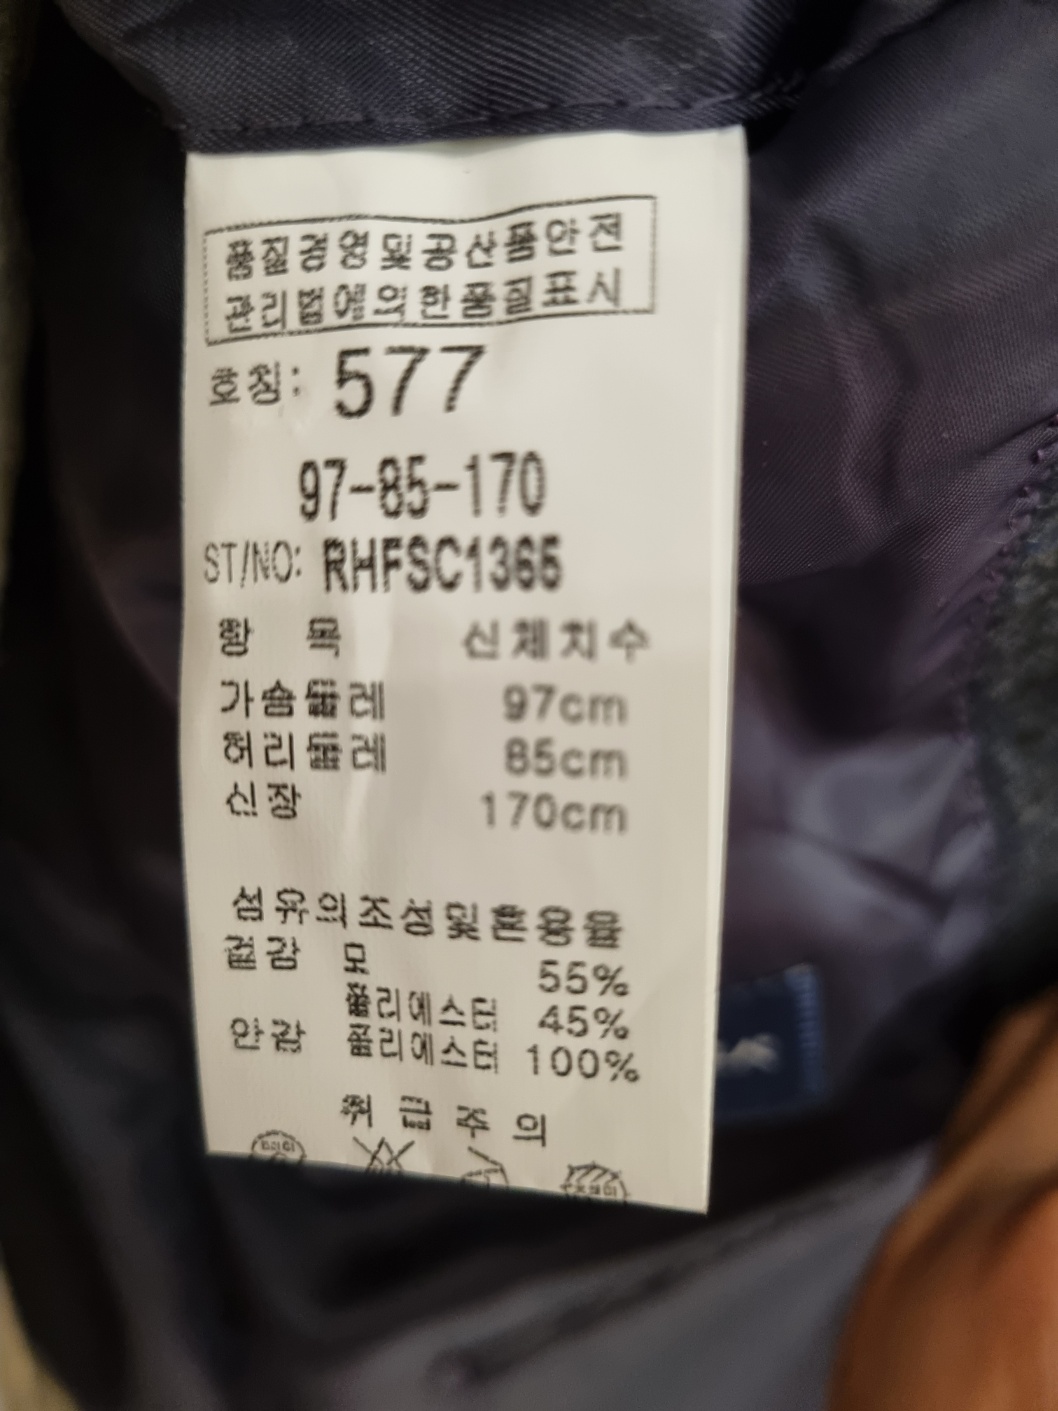 품질경영및공산품안전
관리법에의한품질표시
호칭: 577
97-85-170
ST/NO: RHFSC1365
항 목 신체치수
가슴둘레 97cm
허리둘레 85cm
신장 170cm
섬유의조성및혼용율
겉감 모 55%
폴리에스터 45%
안감 폴리에스터 100%
취급주의